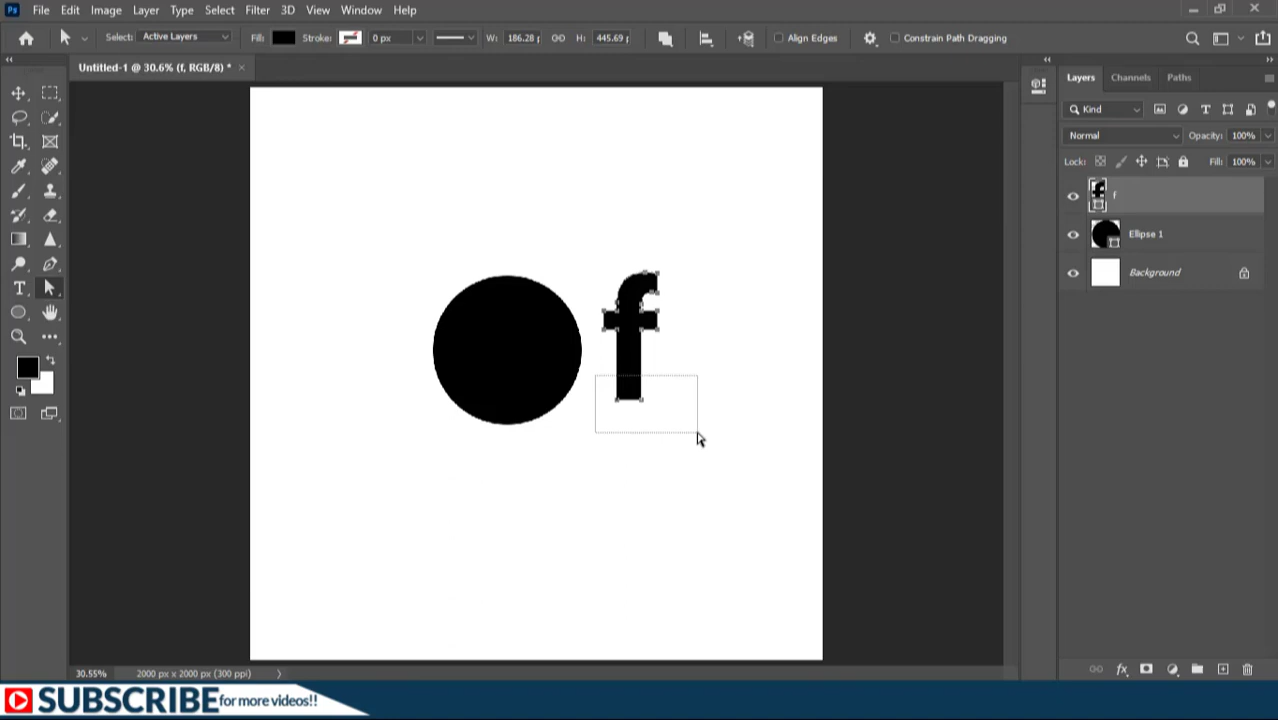 Ps File Edit Image Layer Type Select Filter 3D View Window Help
Select: Active Layers Fill: Stroke: 0 px W: 186.28 p H: 445.69 p Align Edges Constrain Path Dragging
Untitled-1 @ 30.6% (f, RGB/8) * ×
Layers Channels Paths
Kind
Normal Opacity: 100%
Lock: Fill: 100%
f
Ellipse 1
Background
f
30.55% 2000 px x 2000 px (300 ppi)
fx
SUBSCRIBE for more videos!!